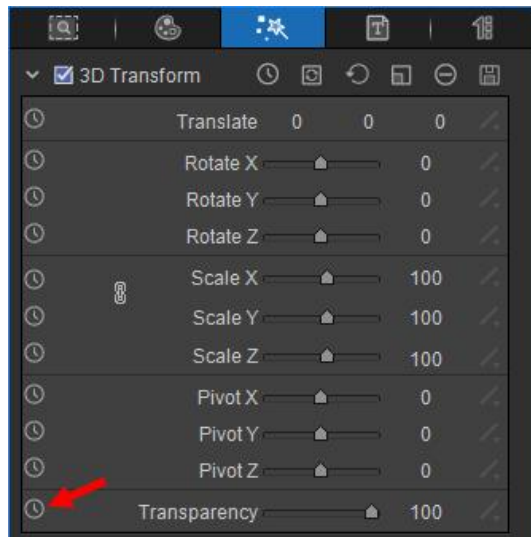 3D Transform
Translate 0 0 0
Rotate X 0
Rotate Y 0
Rotate Z 0
Scale X 100
Scale Y 100
Scale Z 100
Pivot X 0
Pivot Y 0
Pivot Z 0
Transparency 100